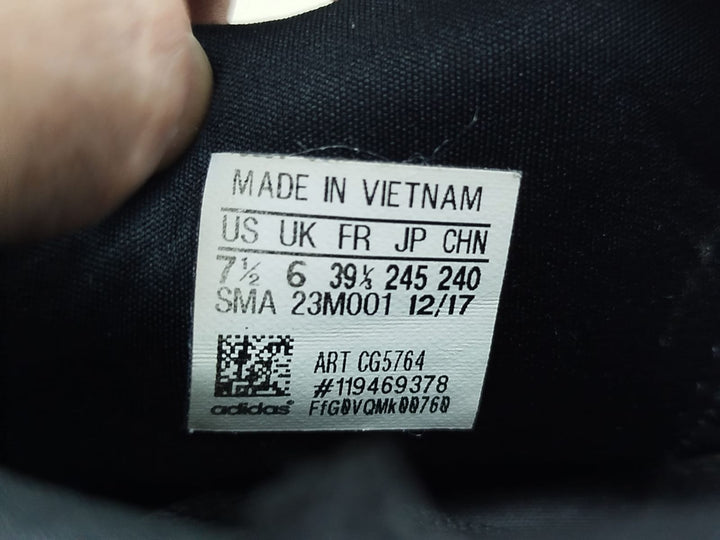 MADE IN VIETNAM
US UK FR JP CHN
7½ 6 39⅓ 245 240
SMA 23M001 12/17
ART CG5764
#119469378
adidas FfG0VQMk00760